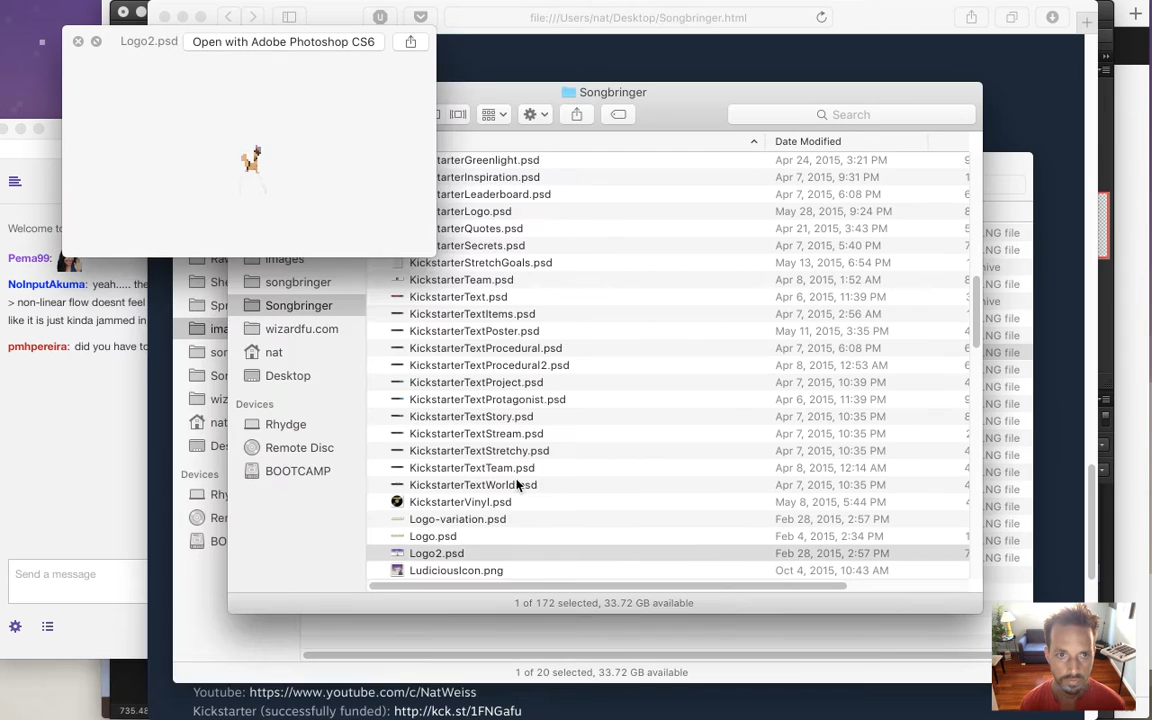 file:///Users/nat/Desktop/Songbringer.html
Logo2.psd
Open with Adobe Photoshop CS6
Songbringer
Search
Date Modified
starterGreenlight.psd Apr 24, 2015, 3:21 PM
starterInspiration.psd Apr 7, 2015, 9:31 PM
starterLeaderboard.psd Apr 7, 2015, 6:08 PM
starterLogo.psd May 28, 2015, 9:24 PM
starterQuotes.psd Apr 21, 2015, 3:43 PM
starterSecrets.psd Apr 7, 2015, 5:40 PM
KickstarterStretchGoals.psd May 13, 2015, 6:54 PM
KickstarterTeam.psd Apr 8, 2015, 1:52 AM
KickstarterText.psd Apr 6, 2015, 11:39 PM
KickstarterTextItems.psd Apr 7, 2015, 2:56 AM
KickstarterTextPoster.psd May 11, 2015, 3:35 PM
KickstarterTextProcedural.psd Apr 7, 2015, 6:08 PM
KickstarterTextProcedural2.psd Apr 8, 2015, 12:53 AM
KickstarterTextProject.psd Apr 7, 2015, 10:39 PM
KickstarterTextProtagonist.psd Apr 6, 2015, 11:39 PM
KickstarterTextStory.psd Apr 7, 2015, 10:35 PM
KickstarterTextStream.psd Apr 7, 2015, 10:35 PM
KickstarterTextStretchy.psd Apr 7, 2015, 10:35 PM
KickstarterTextTeam.psd Apr 8, 2015, 12:14 AM
KickstarterTextWorld.psd Apr 7, 2015, 10:35 PM
KickstarterVinyl.psd May 8, 2015, 5:44 PM
Logo-variation.psd Feb 28, 2015, 2:57 PM
Logo.psd Feb 4, 2015, 2:34 PM
Logo2.psd Feb 28, 2015, 2:57 PM
LudiciousIcon.png Oct 4, 2015, 10:43 AM
1 of 172 selected, 33.72 GB available
images
songbringer
Songbringer
wizardfu.com
nat
Desktop
Devices
Rhydge
Remote Disc
BOOTCAMP
Devices
1 of 20 selected, 33.72 GB available
Welcome to
Pema99:
NoInputAkuma: yeah..... the
> non-linear flow doesnt feel
like it is just kinda jammed in
pmhpereira: did you have to
Send a message
735.48
Youtube: https://www.youtube.com/c/NatWeiss
Kickstarter (successfully funded): http://kck.st/1FNGafu